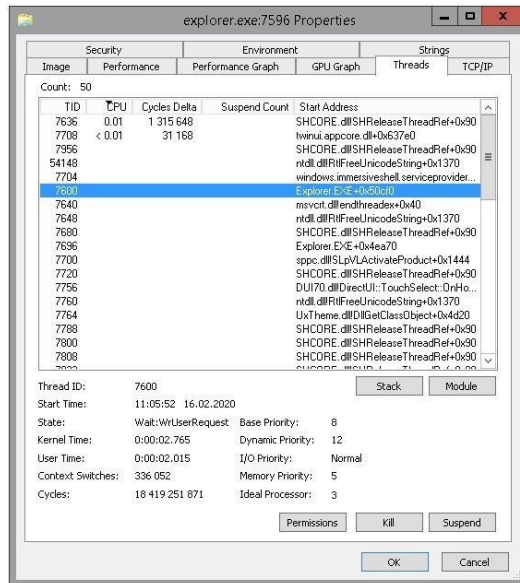 explorer.exe:7596 Properties
Security Environment Strings
Image Performance Performance Graph GPU Graph Threads TCP/IP
Count: 50
TID CPU Cycles Delta Suspend Count Start Address
7636 0.01 1 315 648 SHCORE.dll!SHReleaseThreadRef+0x90
7708 < 0.01 31 168 twinui.appcore.dll+0x637e0
7956 SHCORE.dll!SHReleaseThreadRef+0x90
54148 ntdll.dll!RtlFreeUnicodeString+0x1370
7704 windows.immersiveshell.serviceprovider...
7600 Explorer.EXE+0x50cf0
7640 msvcrt.dll!endthreadex+0x40
7648 ntdll.dll!RtlFreeUnicodeString+0x1370
7680 SHCORE.dll!SHReleaseThreadRef+0x90
7696 Explorer.EXE+0x4ea70
7700 sppc.dll!SLpVLActivateProduct+0x1444
7720 SHCORE.dll!SHReleaseThreadRef+0x90
7756 DUI70.dll!DirectUI::TouchSelect::OnHo...
7760 ntdll.dll!RtlFreeUnicodeString+0x1370
7764 UxTheme.dll!DllGetClassObject+0x4d20
7788 SHCORE.dll!SHReleaseThreadRef+0x90
7800 SHCORE.dll!SHReleaseThreadRef+0x90
7808 SHCORE.dll!SHReleaseThreadRef+0x90
Thread ID: 7600 Stack Module
Start Time: 11:05:52 16.02.2020
State: Wait:WrUserRequest Base Priority: 8
Kernel Time: 0:00:02.765 Dynamic Priority: 12
User Time: 0:00:02.015 I/O Priority: Normal
Context Switches: 336 052 Memory Priority: 5
Cycles: 18 419 251 871 Ideal Processor: 3
Permissions Kill Suspend
OK Cancel